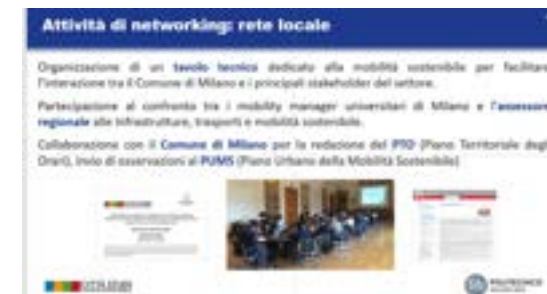 Attività di networking: rete locale
Organizzazione di un tavolo tecnico dedicato alla mobilità sostenibile per facilitare
l'interazione tra il Comune di Milano e i principali stakeholder del settore.
Partecipazione al confronto tra i mobility manager universitari di Milano e l'assessore
regionale alle Infrastrutture, trasporti e mobilità sostenibile.
Collaborazione con il Comune di Milano per la redazione del PTO (Piano Territoriale degl
Orari), invio di osservazioni al PUMS (Piano Urbano della Mobilità Sostenibile)
POLITECNICO